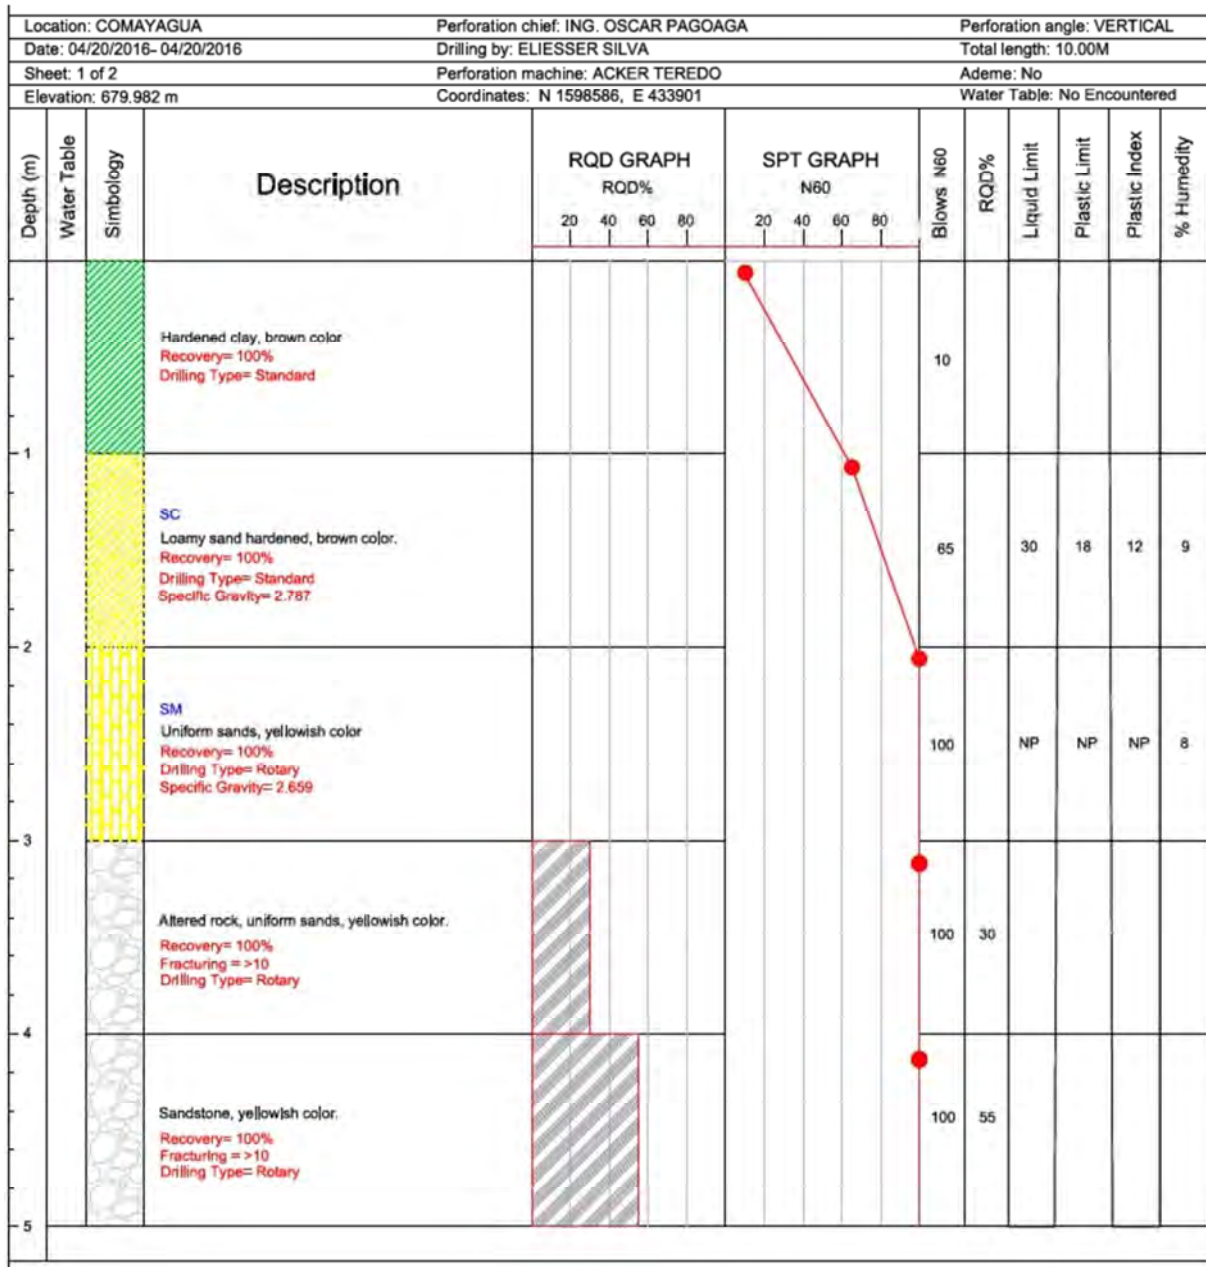 Location: COMAYAGUA Perforation chief: ING. OSCAR PAGOAGA Perforation angle: VERTICAL
Date: 04/20/2016- 04/20/2016 Drilling by: ELIESSER SILVA Total length: 10.00M
Sheet: 1 of 2 Perforation machine: ACKER TEREDO Ademe: No
Elevation: 679.982 m Coordinates: N 1598586, E 433901 Water Table: No Encountered
Depth (m)
Water Table
Simbology
Description
RQD GRAPH
RQD%
20 40 60 80
SPT GRAPH
N60
20 40 60 80
Blows N60
RQD%
Liquid Limit
Plastic Limit
Plastic Index
% Humedity
Hardened clay, brown color
Recovery= 100%
Drilling Type= Standard
10
1
SC
Loamy sand hardened, brown color.
Recovery= 100%
Drilling Type= Standard
Specific Gravity= 2.787
65 30 18 12 9
2
SM
Uniform sands, yellowish color
Recovery= 100%
Drilling Type= Rotary
Specific Gravity= 2.659
100 NP NP NP 8
3
Altered rock, uniform sands, yellowish color.
Recovery= 100%
Fracturing = >10
Drilling Type= Rotary
100 30
4
Sandstone, yellowish color.
Recovery= 100%
Fracturing = >10
Drilling Type= Rotary
100 55
5